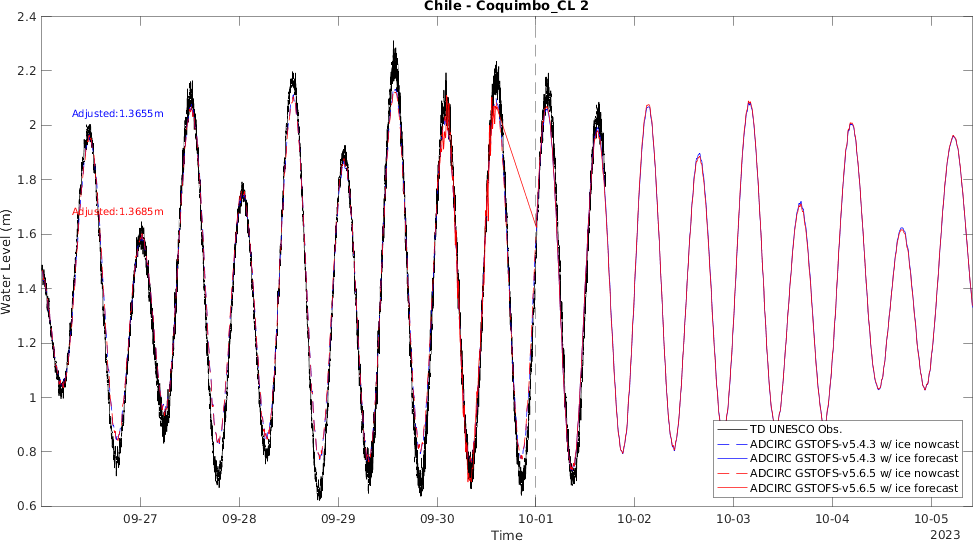 Chile - Coquimbo_CL 2
2.4
2.2
2
1.8
1.6
1.4
1.2
1
0.8
0.6
Water Level (m)
Adjusted:1.3655m
Adjusted:1.3685m
TD UNESCO Obs.
ADCIRC GSTOFS-v5.4.3 w/ ice nowcast
ADCIRC GSTOFS-v5.4.3 w/ ice forecast
ADCIRC GSTOFS-v5.6.5 w/ ice nowcast
ADCIRC GSTOFS-v5.6.5 w/ ice forecast
09-27 09-28 09-29 09-30 10-01 10-02 10-03 10-04 10-05
Time
2023